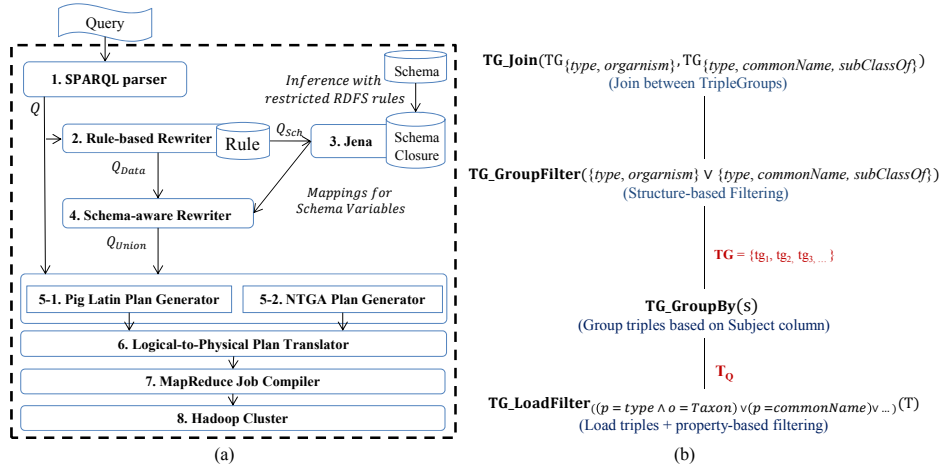 Query
1. SPARQL parser
Q
Inference with
restricted RDFS rules
Schema
2. Rule-based Rewriter
Rule
Q_Sch
3. Jena
Schema
Closure
Q_Data
Mappings for
Schema Variables
4. Schema-aware Rewriter
Q_Union
5-1. Pig Latin Plan Generator
5-2. NTGA Plan Generator
6. Logical-to-Physical Plan Translator
7. MapReduce Job Compiler
8. Hadoop Cluster
(a)
TG_Join(TG{type, orgarnism}, TG{type, commonName, subClassOf})
(Join between TripleGroups)
TG_GroupFilter({type, orgarnism} ∨ {type, commonName, subClassOf})
(Structure-based Filtering)
TG = {tg1, tg2, tg3, ... }
TG_GroupBy(s)
(Group triples based on Subject column)
T_Q
TG_LoadFilter((p = type ∧ o = Taxon) ∨(p =commonName)∨ ...)(T)
(Load triples + property-based filtering)
(b)